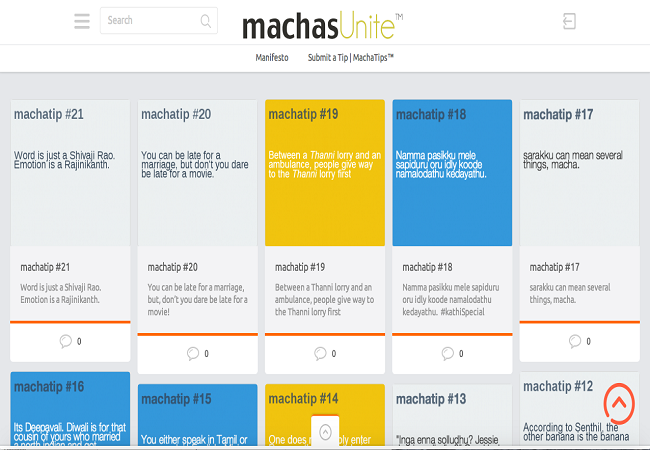 Search
machasUnite™
Manifesto
Submit a Tip | MachaTips™
machatip #21
Word is just a Shivaji Rao.
Emotion is a Rajinikanth.
machatip #21
Word is just a Shivaji Rao.
Emotion is a Rajinikanth.
0
machatip #20
You can be late for a
marriage, but don't you dare
be late for a movie.
machatip #20
You can be late for a marriage,
but, don't you dare be late for a
movie!
0
machatip #19
Between a Thanni lorry and an
ambulance, people give way
to the Thanni lorry first
machatip #19
Between a Thanni lorry and an
ambulance, people give way to
the Thanni lorry first
0
machatip #18
Namma pasikku mele
sapiduru oru idly koode
namalodathu kedayathu.
machatip #18
Namma pasikku mele sapiduru
oru idly koode namalodathu
kedayathu. #kathiSpecial
0
machatip #17
sarakku can mean several
things, macha.
machatip #17
sarakku can mean several
things, macha.
0
machatip #16
Its Deepavali. Diwali is for that
cousin of yours who married
a north indian and got
machatip #15
You either speak in Tamil or
machatip #14
One does not simply enter
machatip #13
"Inga enna solludhu? Jessie,
machatip #12
According to Senthil, the
other banana is the banana